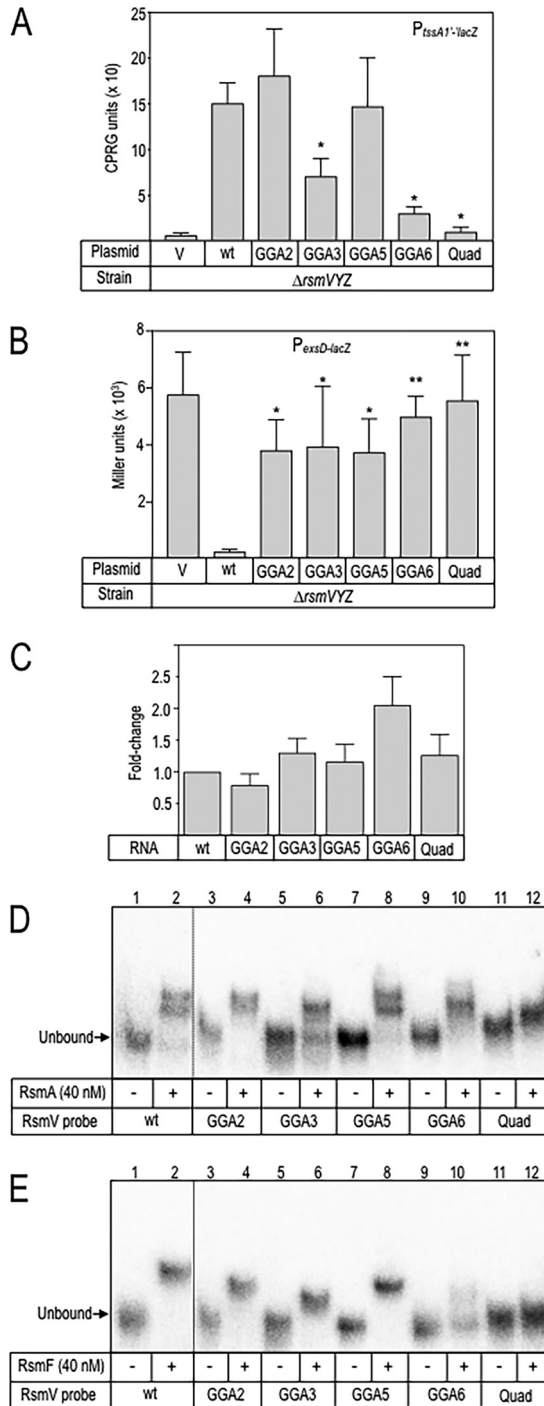 A
P_tssA1'-'lacZ
CPRG units (x 10)
25
20
15
10
5
* * *
Plasmid V wt GGA2 GGA3 GGA5 GGA6 Quad
Strain ΔrsmVYZ
B
P_exsD-lacZ
Miller units (x 10³)
8
6
4
2
* * * ** **
Plasmid V wt GGA2 GGA3 GGA5 GGA6 Quad
Strain ΔrsmVYZ
C
Fold-change
2.5
2.0
1.5
1.0
0.5
RNA wt GGA2 GGA3 GGA5 GGA6 Quad
D
1 2 3 4 5 6 7 8 9 10 11 12
Unbound
RsmA (40 nM) - + - + - + - + - + - +
RsmV probe wt GGA2 GGA3 GGA5 GGA6 Quad
E
1 2 3 4 5 6 7 8 9 10 11 12
Unbound
RsmF (40 nM) - + - + - + - + - + - +
RsmV probe wt GGA2 GGA3 GGA5 GGA6 Quad